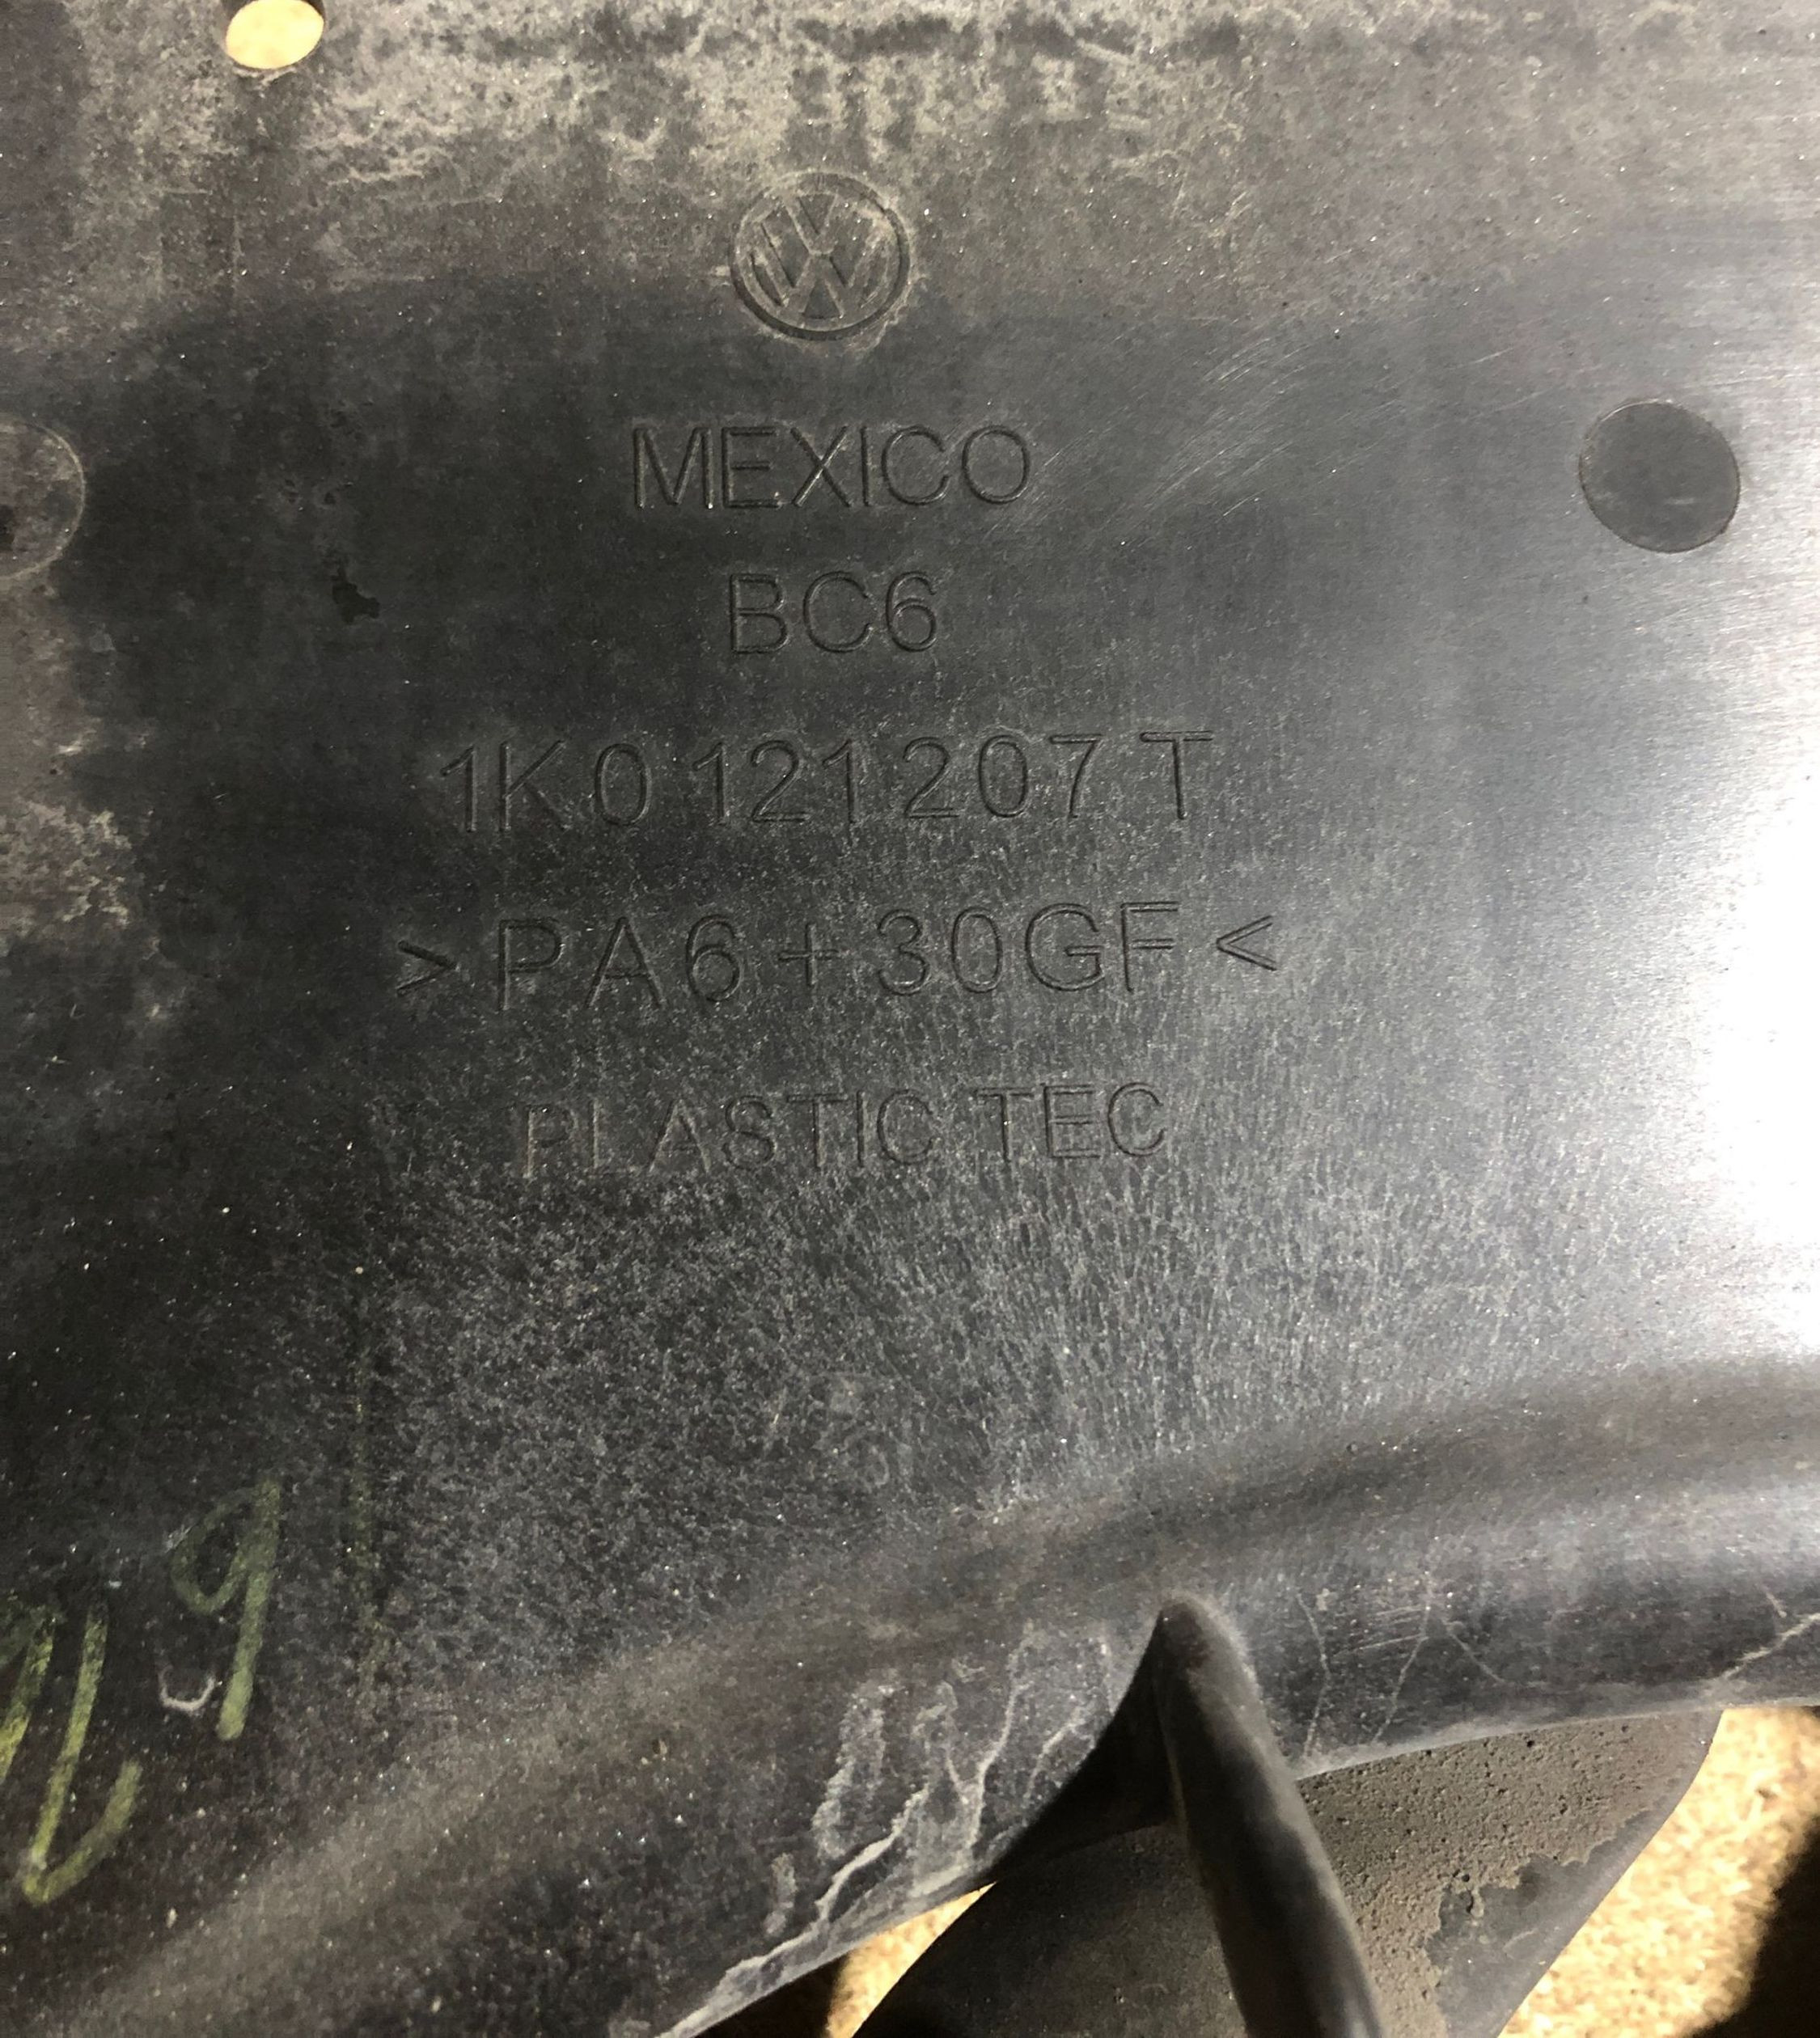 MEXICO
BC6
1K0 121 207 T
>PA6+30GF<
PLASTIC TEC